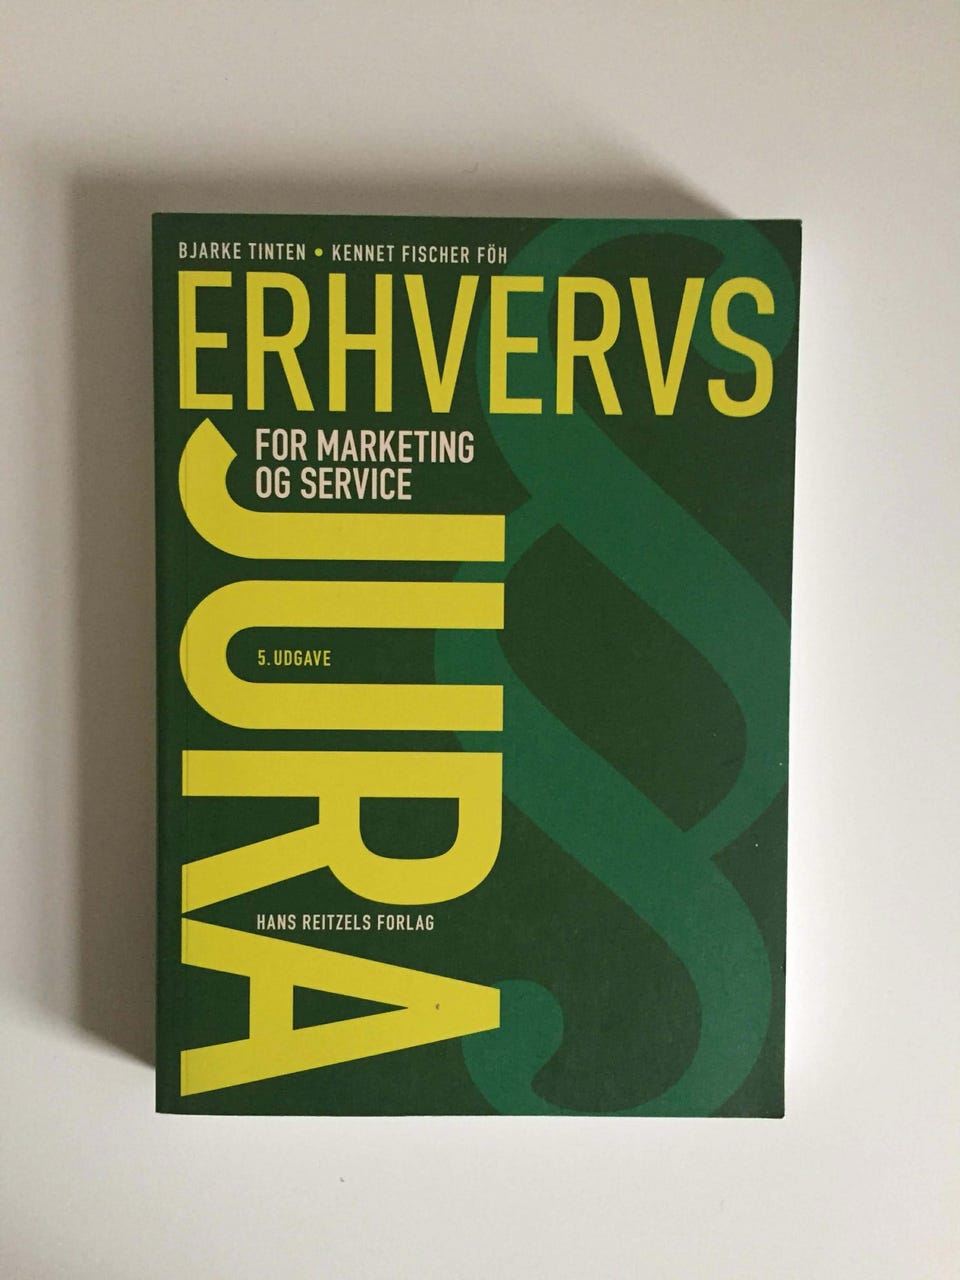 BJARKE TINTEN • KENNET FISCHER FÖH
ERHVERVS
JURA
FOR MARKETING
OG SERVICE
5. UDGAVE
HANS REITZELS FORLAG
§